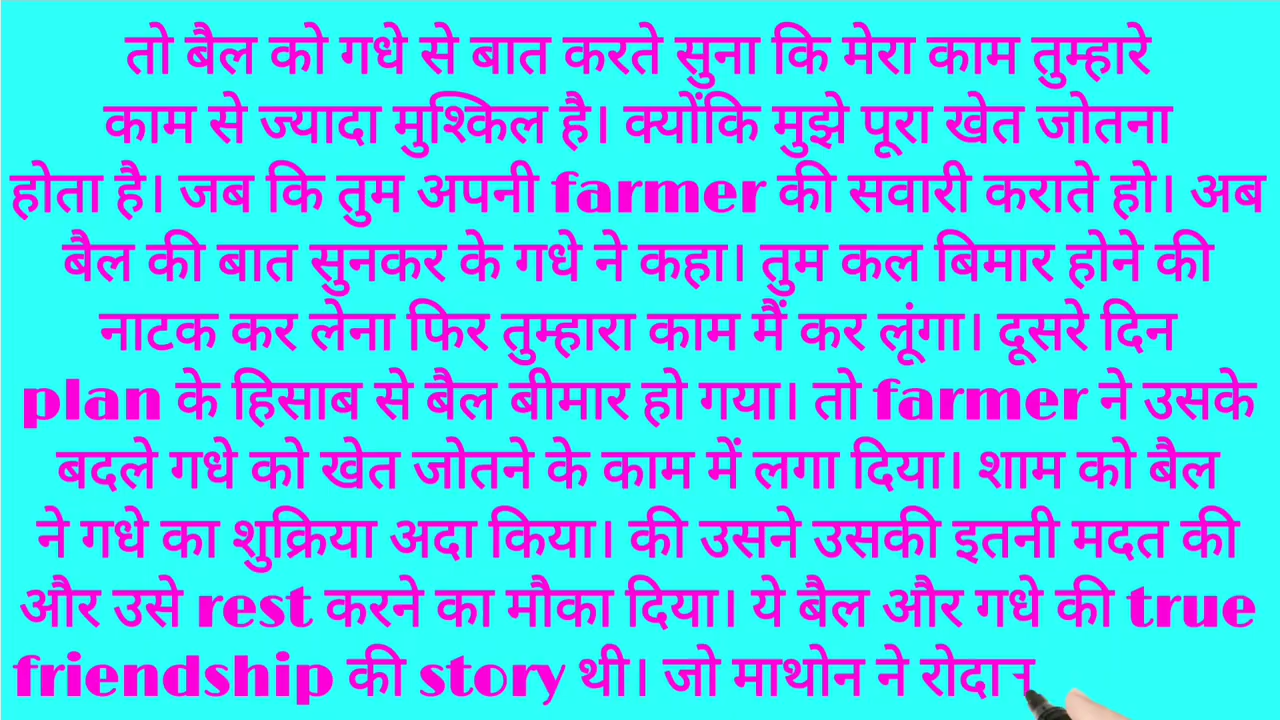 तो बैल को गधे से बात करते सुना कि मेरा काम तुम्हारे
काम से ज्यादा मुश्किल है। क्योंकि मुझे पूरा खेत जोतना
होता है। जब कि तुम अपनी farmer की सवारी कराते हो। अब
बैल की बात सुनकर के गधे ने कहा। तुम कल बिमार होने की
नाटक कर लेना फिर तुम्हारा काम मैं कर लूंगा। दूसरे दिन
plan के हिसाब से बैल बीमार हो गया। तो farmer ने उसके
बदले गधे को खेत जोतने के काम में लगा दिया। शाम को बैल
ने गधे का शुक्रिया अदा किया। की उसने उसकी इतनी मदत की
और उसे rest करने का मौका दिया। ये बैल और गधे की true
friendship की story थी। जो माथोन ने